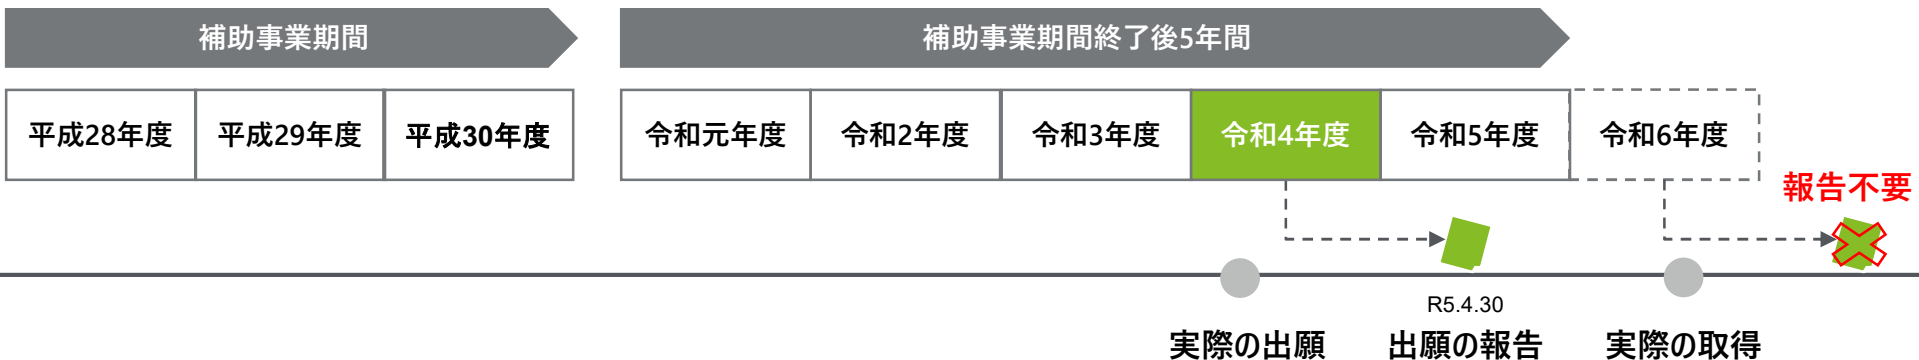 補助事業期間
補助事業期間終了後5年間
平成28年度
平成29年度
平成30年度
令和元年度
令和2年度
令和3年度
令和4年度
令和5年度
令和6年度
報告不要
R5.4.30
実際の出願
出願の報告
実際の取得